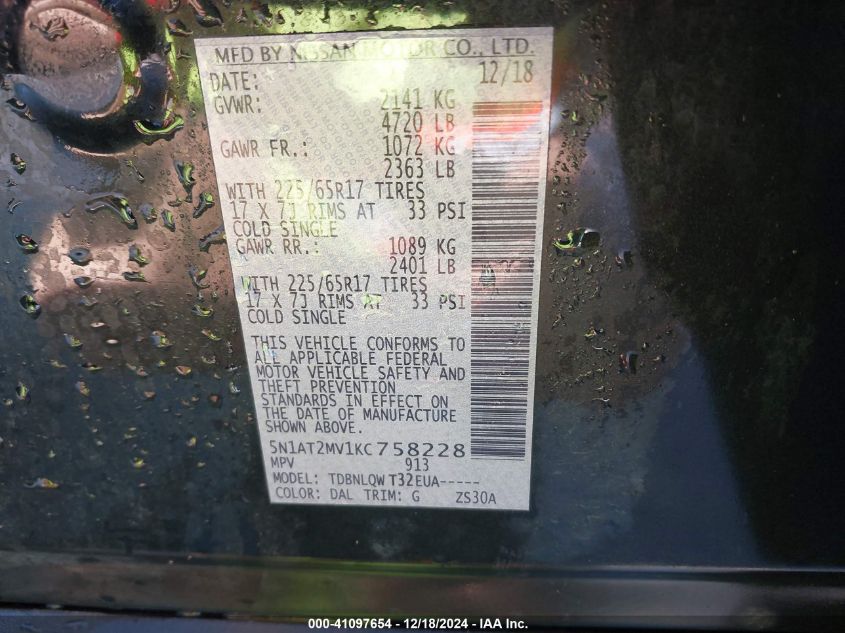 MFD BY NISSAN MOTOR CO., LTD.
DATE: 12/18
GVWR: 2141 KG
4720 LB
GAWR FR.: 1072 KG
2363 LB
WITH 225/65R17 TIRES
17 X 7J RIMS AT 33 PSI
COLD SINGLE
GAWR RR.: 1089 KG
2401 LB
WITH 225/65R17 TIRES
17 X 7J RIMS AT 33 PSI
COLD SINGLE
THIS VEHICLE CONFORMS TO
ALL APPLICABLE FEDERAL
MOTOR VEHICLE SAFETY AND
THEFT PREVENTION
STANDARDS IN EFFECT ON
THE DATE OF MANUFACTURE
SHOWN ABOVE.
5N1AT2MV1KC758228
MPV 913
MODEL: TDBNLQWT32EUA-----
COLOR: DAL TRIM: G ZS30A
000-41097654 - 12/18/2024 - IAA Inc.